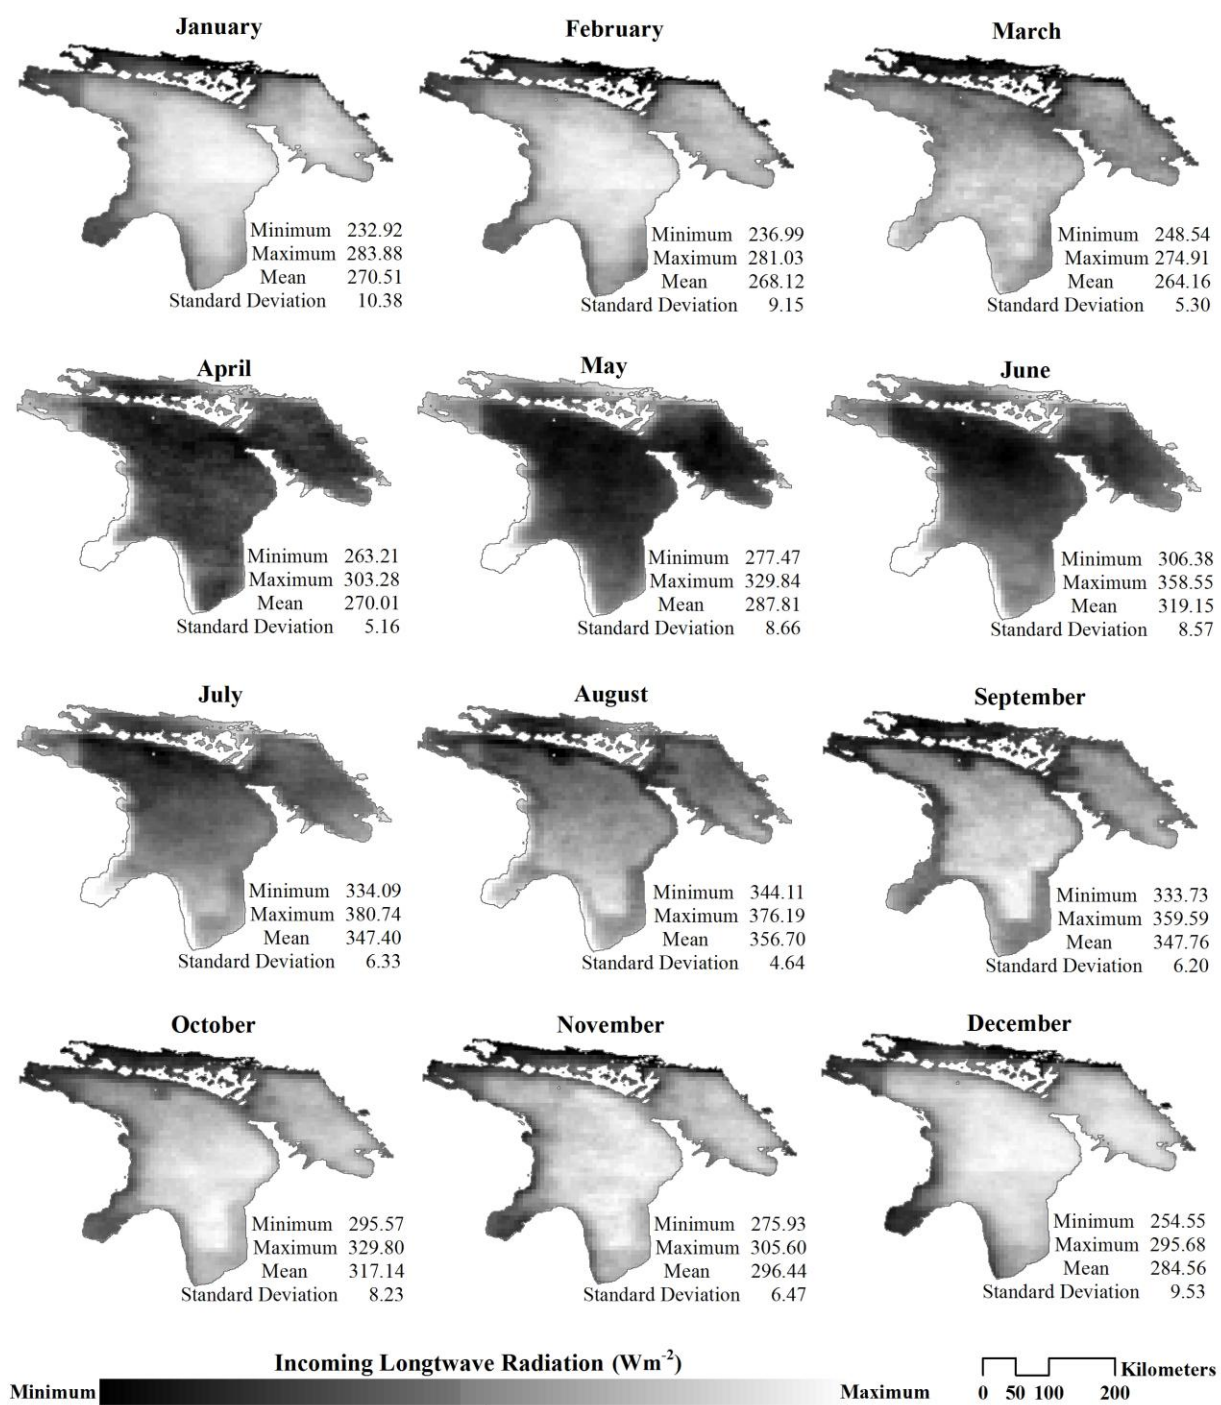 January
February
March
Minimum 232.92
Maximum 283.88
Mean 270.51
Standard Deviation 10.38
Minimum 236.99
Maximum 281.03
Mean 268.12
Standard Deviation 9.15
Minimum 248.54
Maximum 274.91
Mean 264.16
Standard Deviation 5.30
April
May
June
Minimum 263.21
Maximum 303.28
Mean 270.01
Standard Deviation 5.16
Minimum 277.47
Maximum 329.84
Mean 287.81
Standard Deviation 8.66
Minimum 306.38
Maximum 358.55
Mean 319.15
Standard Deviation 8.57
July
August
September
Minimum 334.09
Maximum 380.74
Mean 347.40
Standard Deviation 6.33
Minimum 344.11
Maximum 376.19
Mean 356.70
Standard Deviation 4.64
Minimum 333.73
Maximum 359.59
Mean 347.76
Standard Deviation 6.20
October
November
December
Minimum 295.57
Maximum 329.80
Mean 317.14
Standard Deviation 8.23
Minimum 275.93
Maximum 305.60
Mean 296.44
Standard Deviation 6.47
Minimum 254.55
Maximum 295.68
Mean 284.56
Standard Deviation 9.53
Incoming Longtwave Radiation (Wm⁻²)
Minimum
Maximum
Kilometers
0 50 100 200